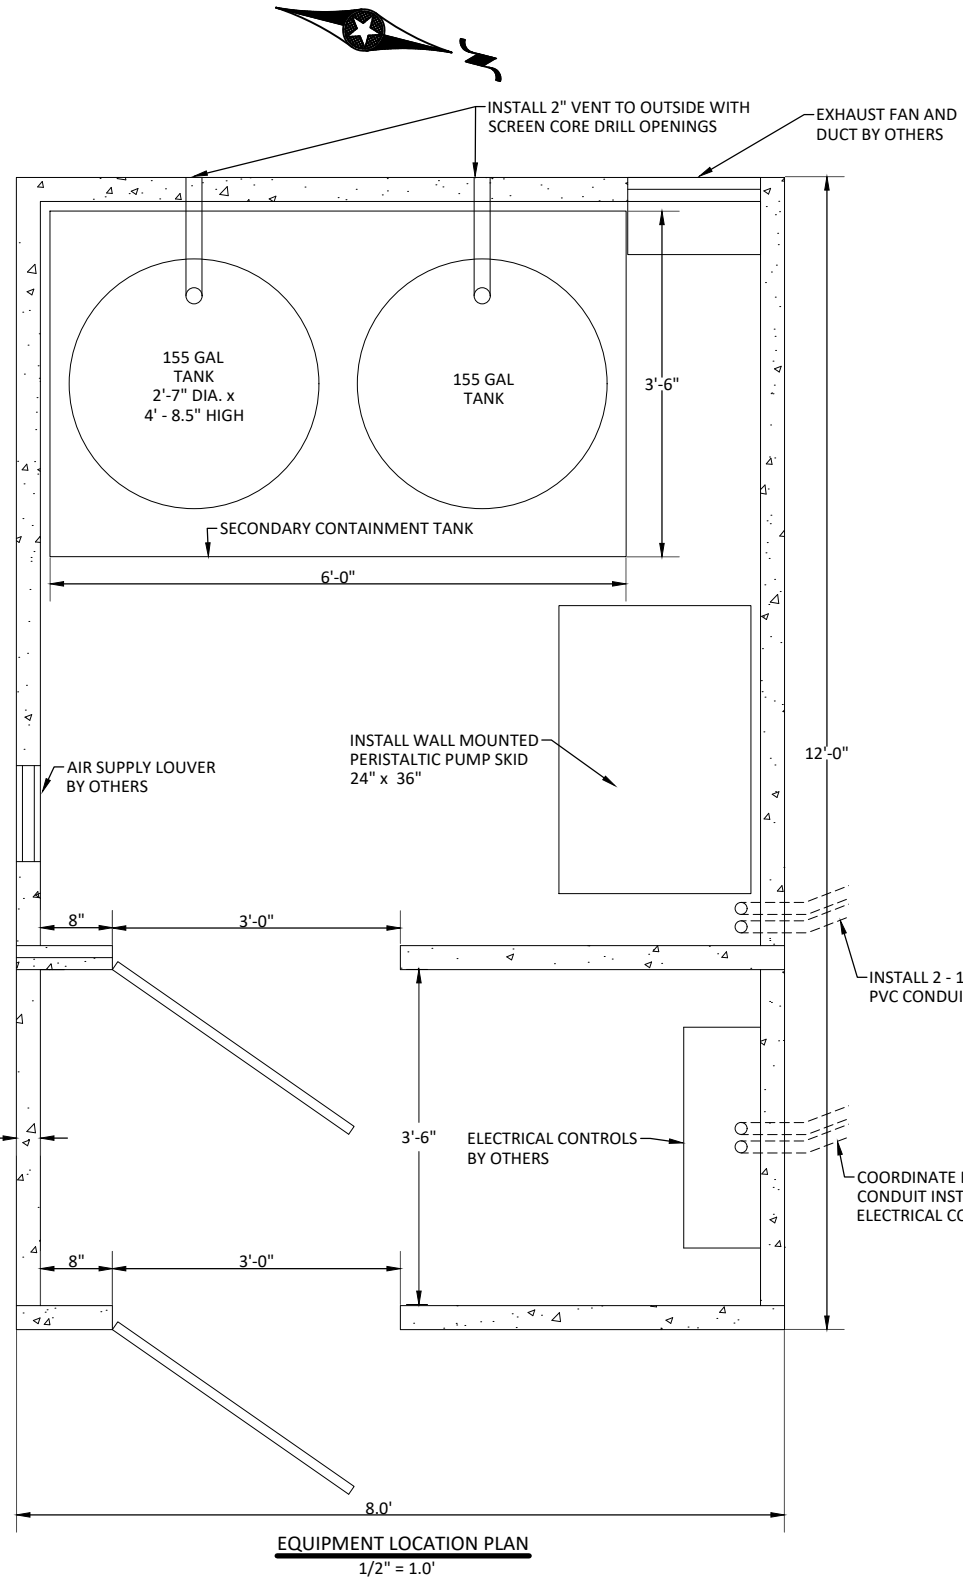 INSTALL 2" VENT TO OUTSIDE WITH
SCREEN CORE DRILL OPENINGS
EXHAUST FAN AND
DUCT BY OTHERS
155 GAL
TANK
2'-7" DIA. x
4' - 8.5" HIGH
155 GAL
TANK
3'-6"
SECONDARY CONTAINMENT TANK
6'-0"
INSTALL WALL MOUNTED
PERISTALTIC PUMP SKID
24" x 36"
12'-0"
AIR SUPPLY LOUVER
BY OTHERS
8"
3'-0"
INSTALL 2 - 1
PVC CONDUI
3'-6"
ELECTRICAL CONTROLS
BY OTHERS
COORDINATE
CONDUIT INST
ELECTRICAL CO
8"
3'-0"
8.0'
EQUIPMENT LOCATION PLAN
1/2" = 1.0'